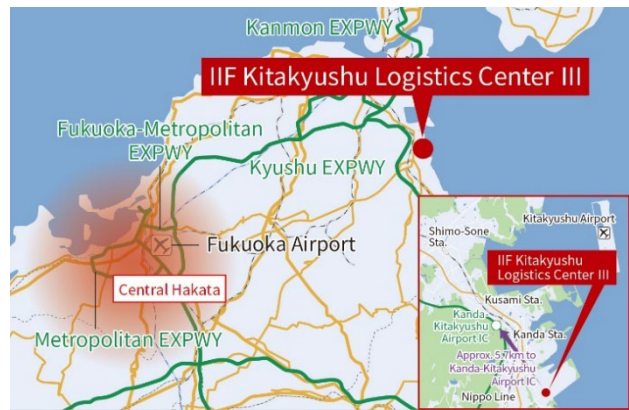 Kanmon EXPWY
IIF Kitakyushu Logistics Center III
Fukuoka-Metropolitan
EXPWY
Kyushu EXPWY
Fukuoka Airport
Central Hakata
Metropolitan EXPWY
Kitakyushu Airport
Shimo-Sone
Sta.
IIF Kitakyushu
Logistics Center III
Kusami Sta.
Kanda-
Kitakyushu
Airport IC
Kanda Sta.
Approx. 5.7km to
Kanda-Kitakyushu
Airport IC
Nippo Line